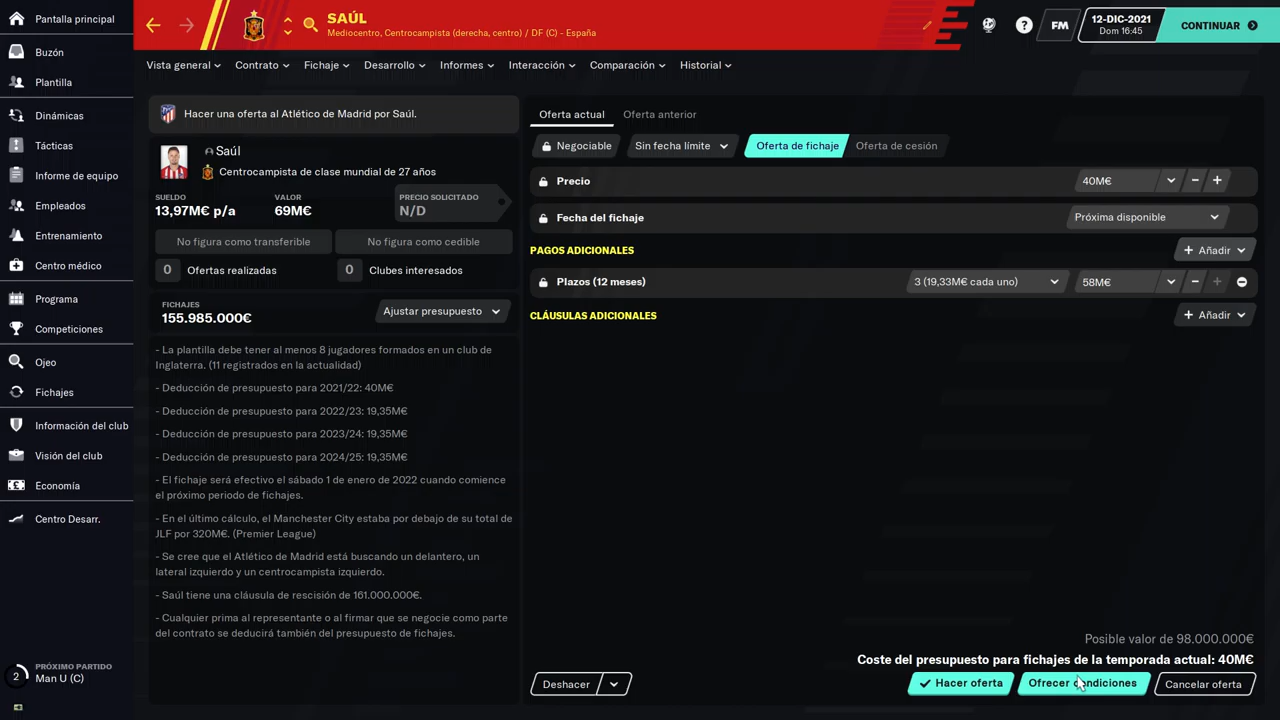 Pantalla principal
Buzón
Plantilla
Dinámicas
Tácticas
Informe de equipo
Empleados
Entrenamiento
Centro médico
Programa
Competiciones
Ojeo
Fichajes
Información del club
Visión del club
Economía
Centro Desarr.
2
PRÓXIMO PARTIDO
Man U (C)
SAÚL
Mediocentro, Centrocampista (derecha, centro) / DF (C) - España
?
FM
12-DIC-2021
Dom 16:45
CONTINUAR
Vista general
Contrato
Fichaje
Desarrollo
Informes
Interacción
Comparación
Historial
Hacer una oferta al Atlético de Madrid por Saúl.
Saúl
Centrocampista de clase mundial de 27 años
SUELDO
13,97M€ p/a
VALOR
69M€
PRECIO SOLICITADO
N/D
No figura como transferible
No figura como cedible
0 Ofertas realizadas
0 Clubes interesados
FICHAJES
155.985.000€
Ajustar presupuesto
- La plantilla debe tener al menos 8 jugadores formados en un club de
Inglaterra. (11 registrados en la actualidad)
- Deducción de presupuesto para 2021/22: 40M€
- Deducción de presupuesto para 2022/23: 19,35M€
- Deducción de presupuesto para 2023/24: 19,35M€
- Deducción de presupuesto para 2024/25: 19,35M€
- El fichaje será efectivo el sábado 1 de enero de 2022 cuando comience
el próximo periodo de fichajes.
- En el último cálculo, el Manchester City estaba por debajo de su total de
JLF por 320M€. (Premier League)
- Se cree que el Atlético de Madrid está buscando un delantero, un
lateral izquierdo y un centrocampista izquierdo.
- Saúl tiene una cláusula de rescisión de 161.000.000€.
- Cualquier prima al representante o al firmar que se negocie como parte
del contrato se deducirá también del presupuesto de fichajes.
Oferta actual
Oferta anterior
Negociable
Sin fecha límite
Oferta de fichaje
Oferta de cesión
Precio
40M€
Fecha del fichaje
Próxima disponible
PAGOS ADICIONALES
Añadir
Plazos (12 meses)
3 (19,33M€ cada uno)
58M€
CLÁUSULAS ADICIONALES
Añadir
Posible valor de 98.000.000€
Coste del presupuesto para fichajes de la temporada actual: 40M€
Deshacer
Hacer oferta
Ofrecer condiciones
Cancelar oferta